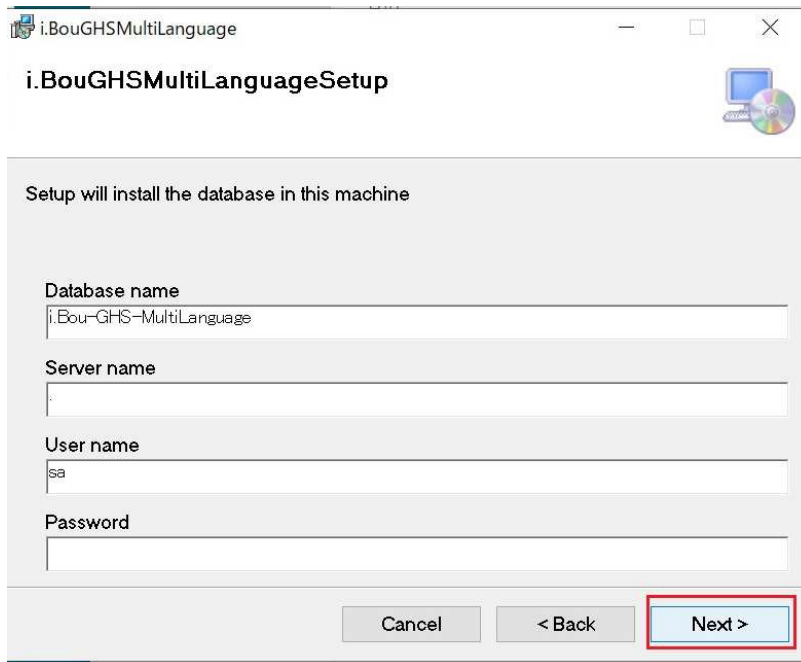 i.BouGHSMultiLanguage
i.BouGHSMultiLanguageSetup
Setup will install the database in this machine
Database name
i.Bou-GHS-MultiLanguage
Server name
.
User name
sa
Password
Cancel
< Back
Next >